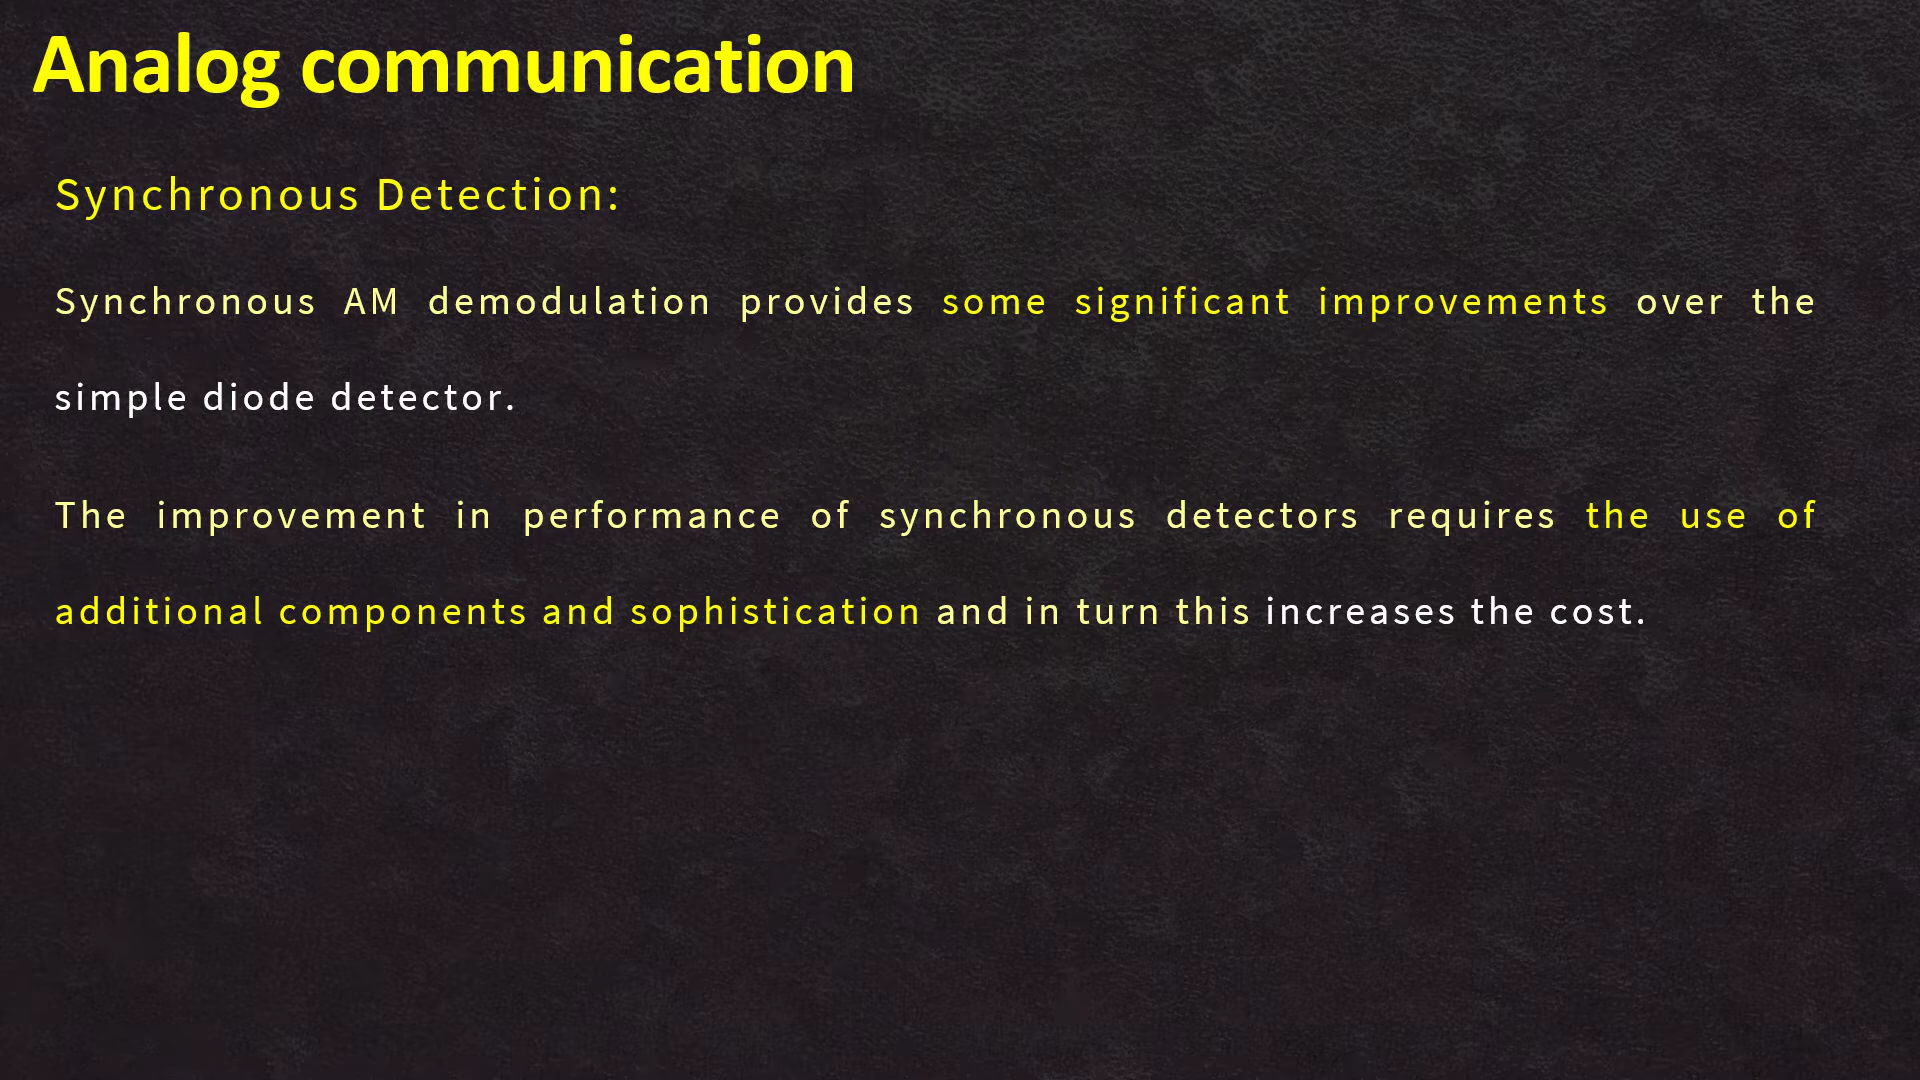 Analog communication
Synchronous Detection:
Synchronous AM demodulation provides some significant improvements over the
simple diode detector.
The improvement in performance of synchronous detectors requires the use of
additional components and sophistication and in turn this increases the cost.